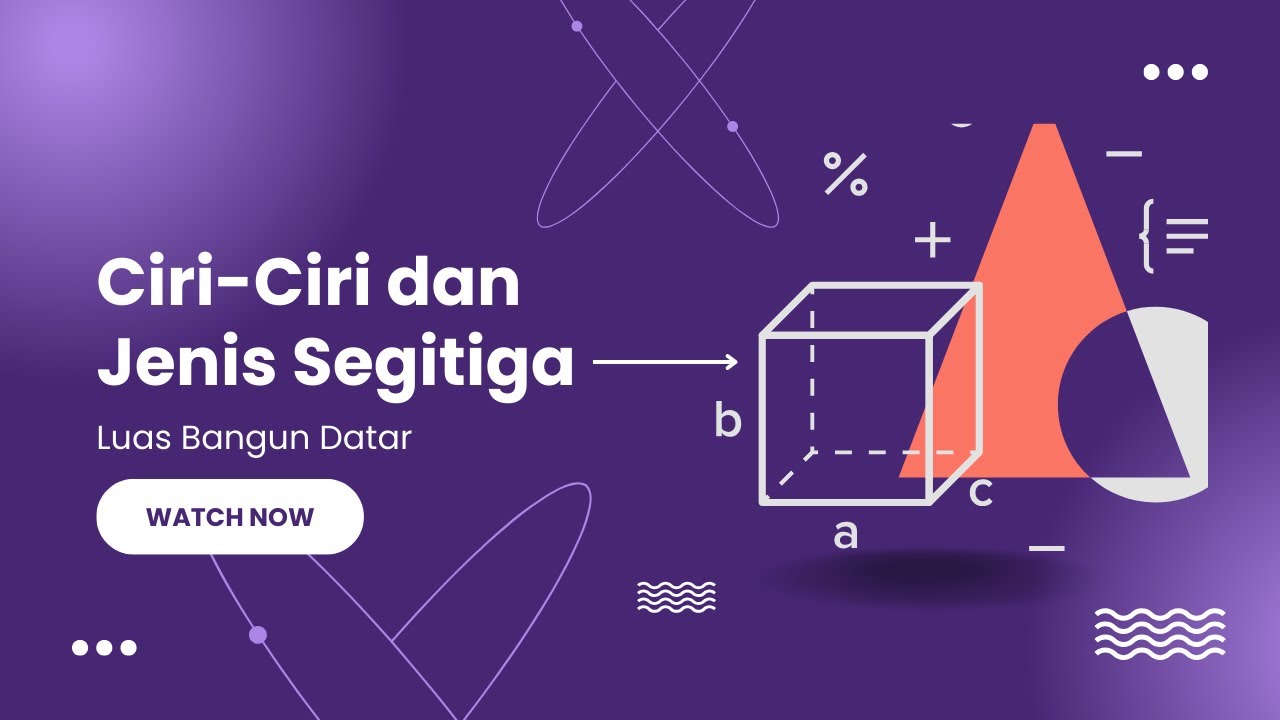 %
+
Ciri-Ciri dan
Jenis Segitiga
b
Luas Bangun Datar
c
WATCH NOW
a